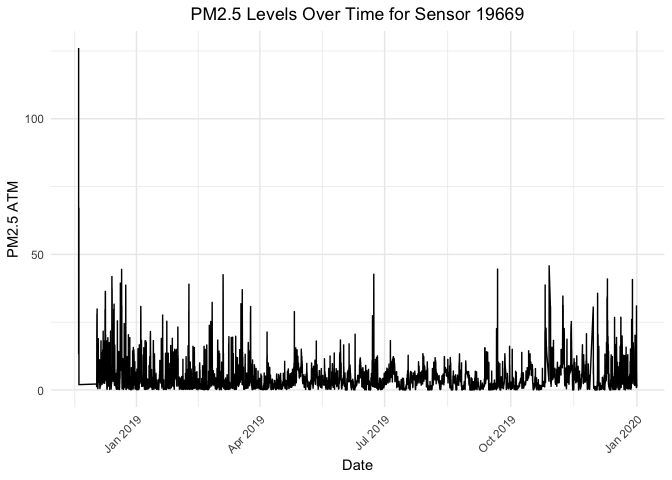 PM2.5 Levels Over Time for Sensor 19669
PM2.5 ATM
100
50
0
Jan 2019
Apr 2019
Jul 2019
Oct 2019
Jan 2020
Date